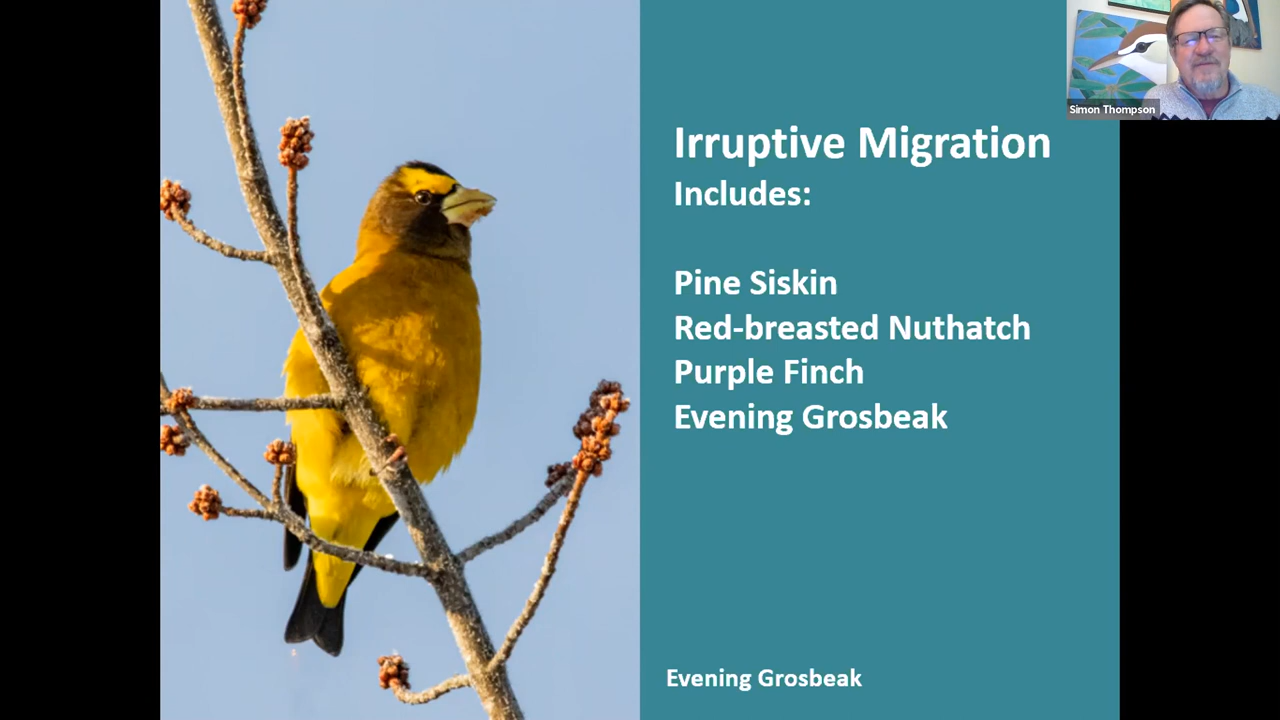 Simon Thompson
Irruptive Migration
Includes:
Pine Siskin
Red-breasted Nuthatch
Purple Finch
Evening Grosbeak
Evening Grosbeak